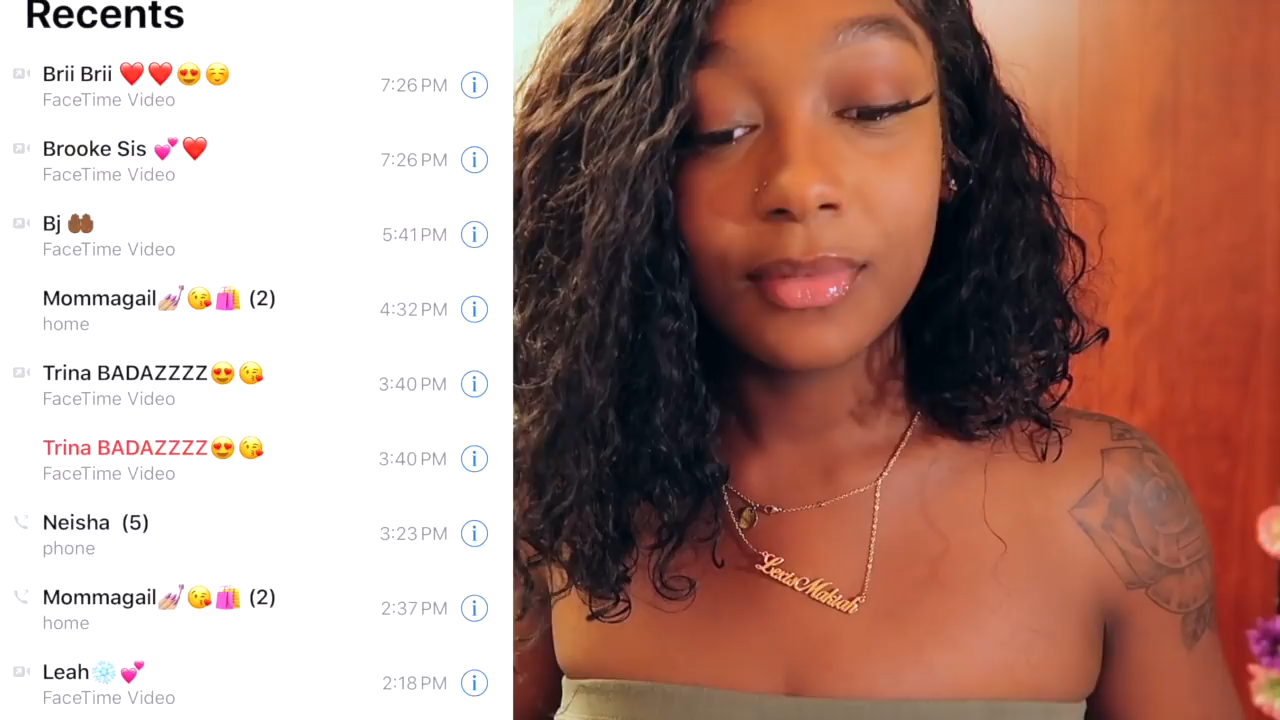 Recents
Brii Brii ❤️❤️😍☺️
FaceTime Video
7:26 PM
Brooke Sis 💕❤️
FaceTime Video
7:26 PM
Bj 🤲🏾
FaceTime Video
5:41 PM
Mommagail💅🏼😘🛍️ (2)
home
4:32 PM
Trina BADAZZZZ😍😘
FaceTime Video
3:40 PM
Trina BADAZZZZ😍😘
FaceTime Video
3:40 PM
Neisha (5)
phone
3:23 PM
Mommagail💅🏼😘🛍️ (2)
home
2:37 PM
Leah❄️💕
FaceTime Video
2:18 PM
LexisMakiah